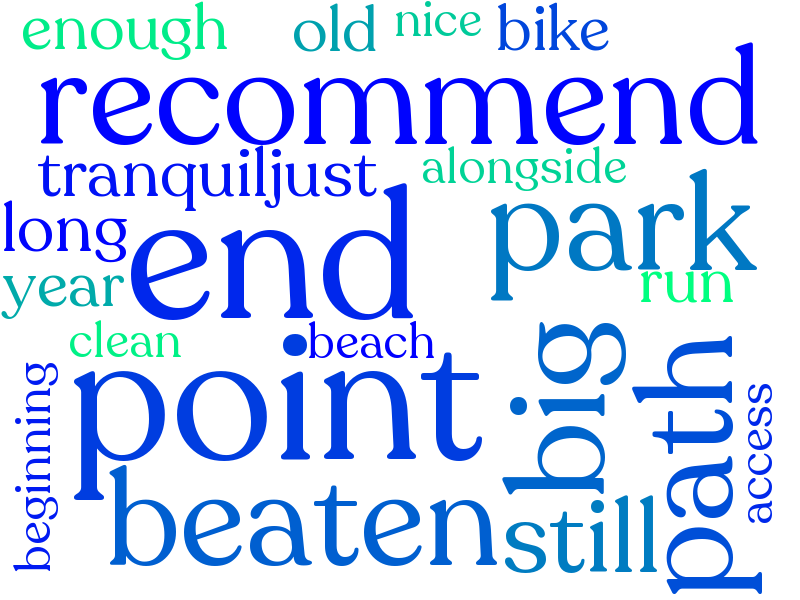 enough old nice bike
recommend
tranquil just alongside
long end park
year run
clean beach
point big path
beginning access
beaten still